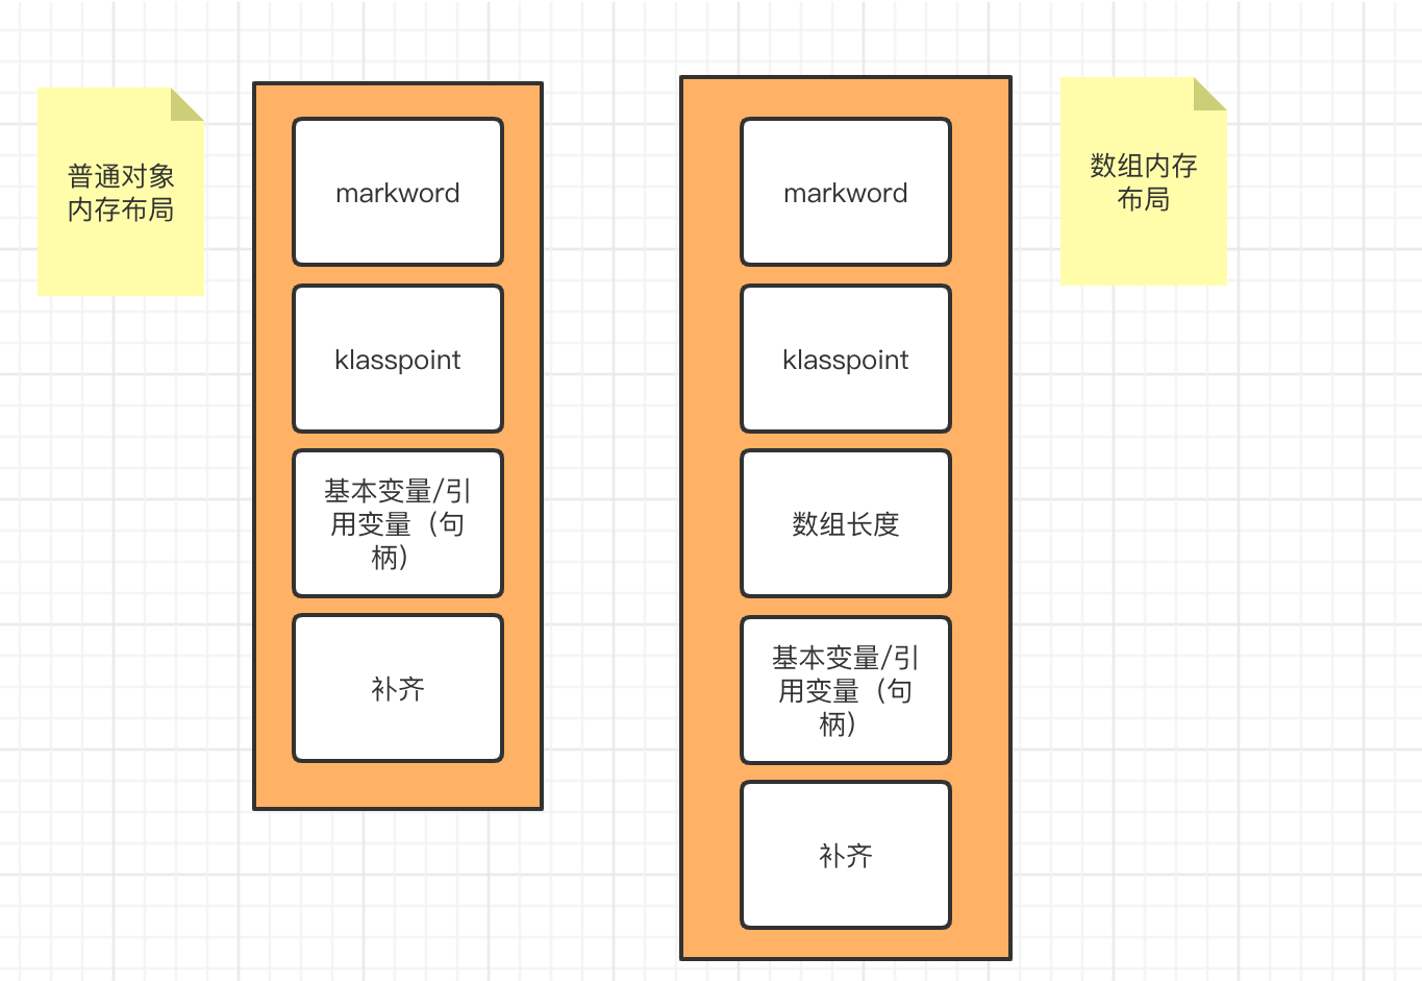 普通对象
内存布局
markword
klasspoint
基本变量/引
用变量（句
柄）
补齐
markword
klasspoint
数组长度
基本变量/引
用变量（句
柄）
补齐
数组内存
布局